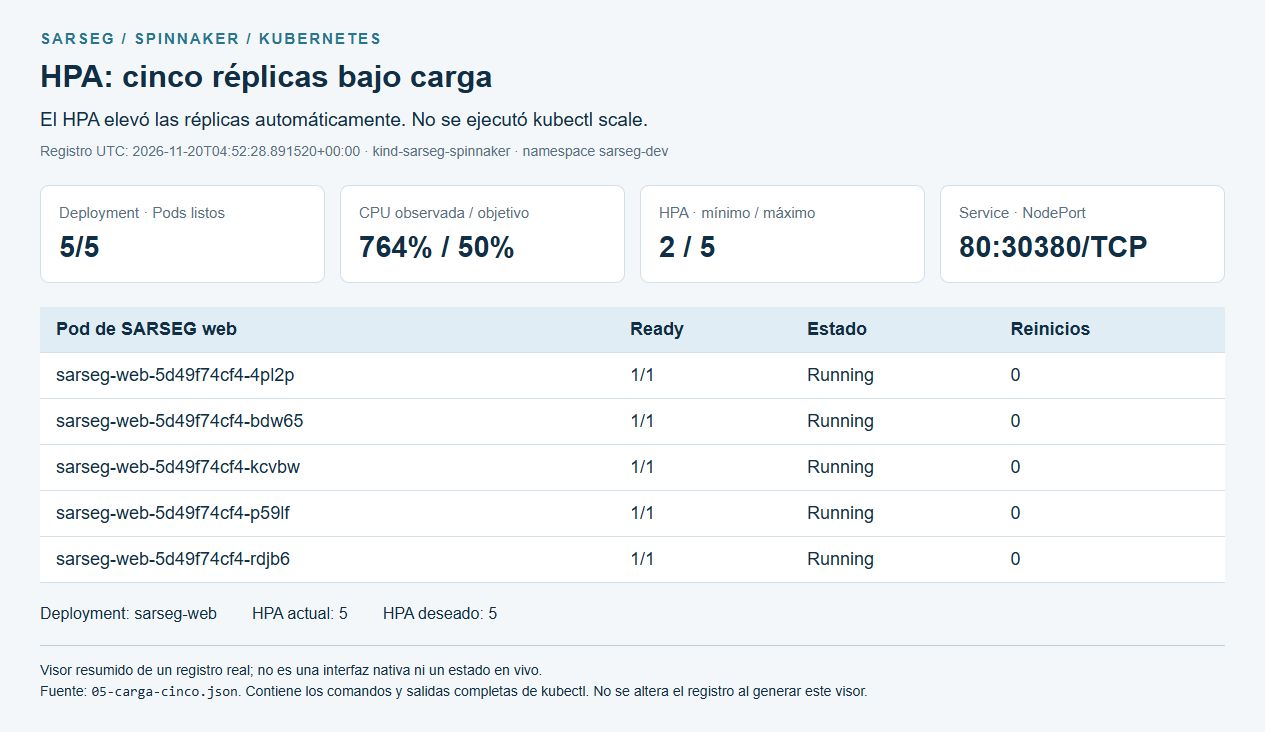 SARSEG / SPINNAKER / KUBERNETES
HPA: cinco réplicas bajo carga
El HPA elevó las réplicas automáticamente. No se ejecutó kubectl scale.
Registro UTC: 2026-11-20T04:52:28.891520+00:00 · kind-sarseg-spinnaker · namespace sarseg-dev
Deployment · Pods listos
5/5
CPU observada / objetivo
764% / 50%
HPA · mínimo / máximo
2 / 5
Service · NodePort
80:30380/TCP
Pod de SARSEG web Ready Estado Reinicios
sarseg-web-5d49f74cf4-4pl2p 1/1 Running 0
sarseg-web-5d49f74cf4-bdw65 1/1 Running 0
sarseg-web-5d49f74cf4-kcvbw 1/1 Running 0
sarseg-web-5d49f74cf4-p59lf 1/1 Running 0
sarseg-web-5d49f74cf4-rdjb6 1/1 Running 0
Deployment: sarseg-web HPA actual: 5 HPA deseado: 5
Visor resumido de un registro real; no es una interfaz nativa ni un estado en vivo.
Fuente: 05-carga-cinco.json. Contiene los comandos y salidas completas de kubectl. No se altera el registro al generar este visor.